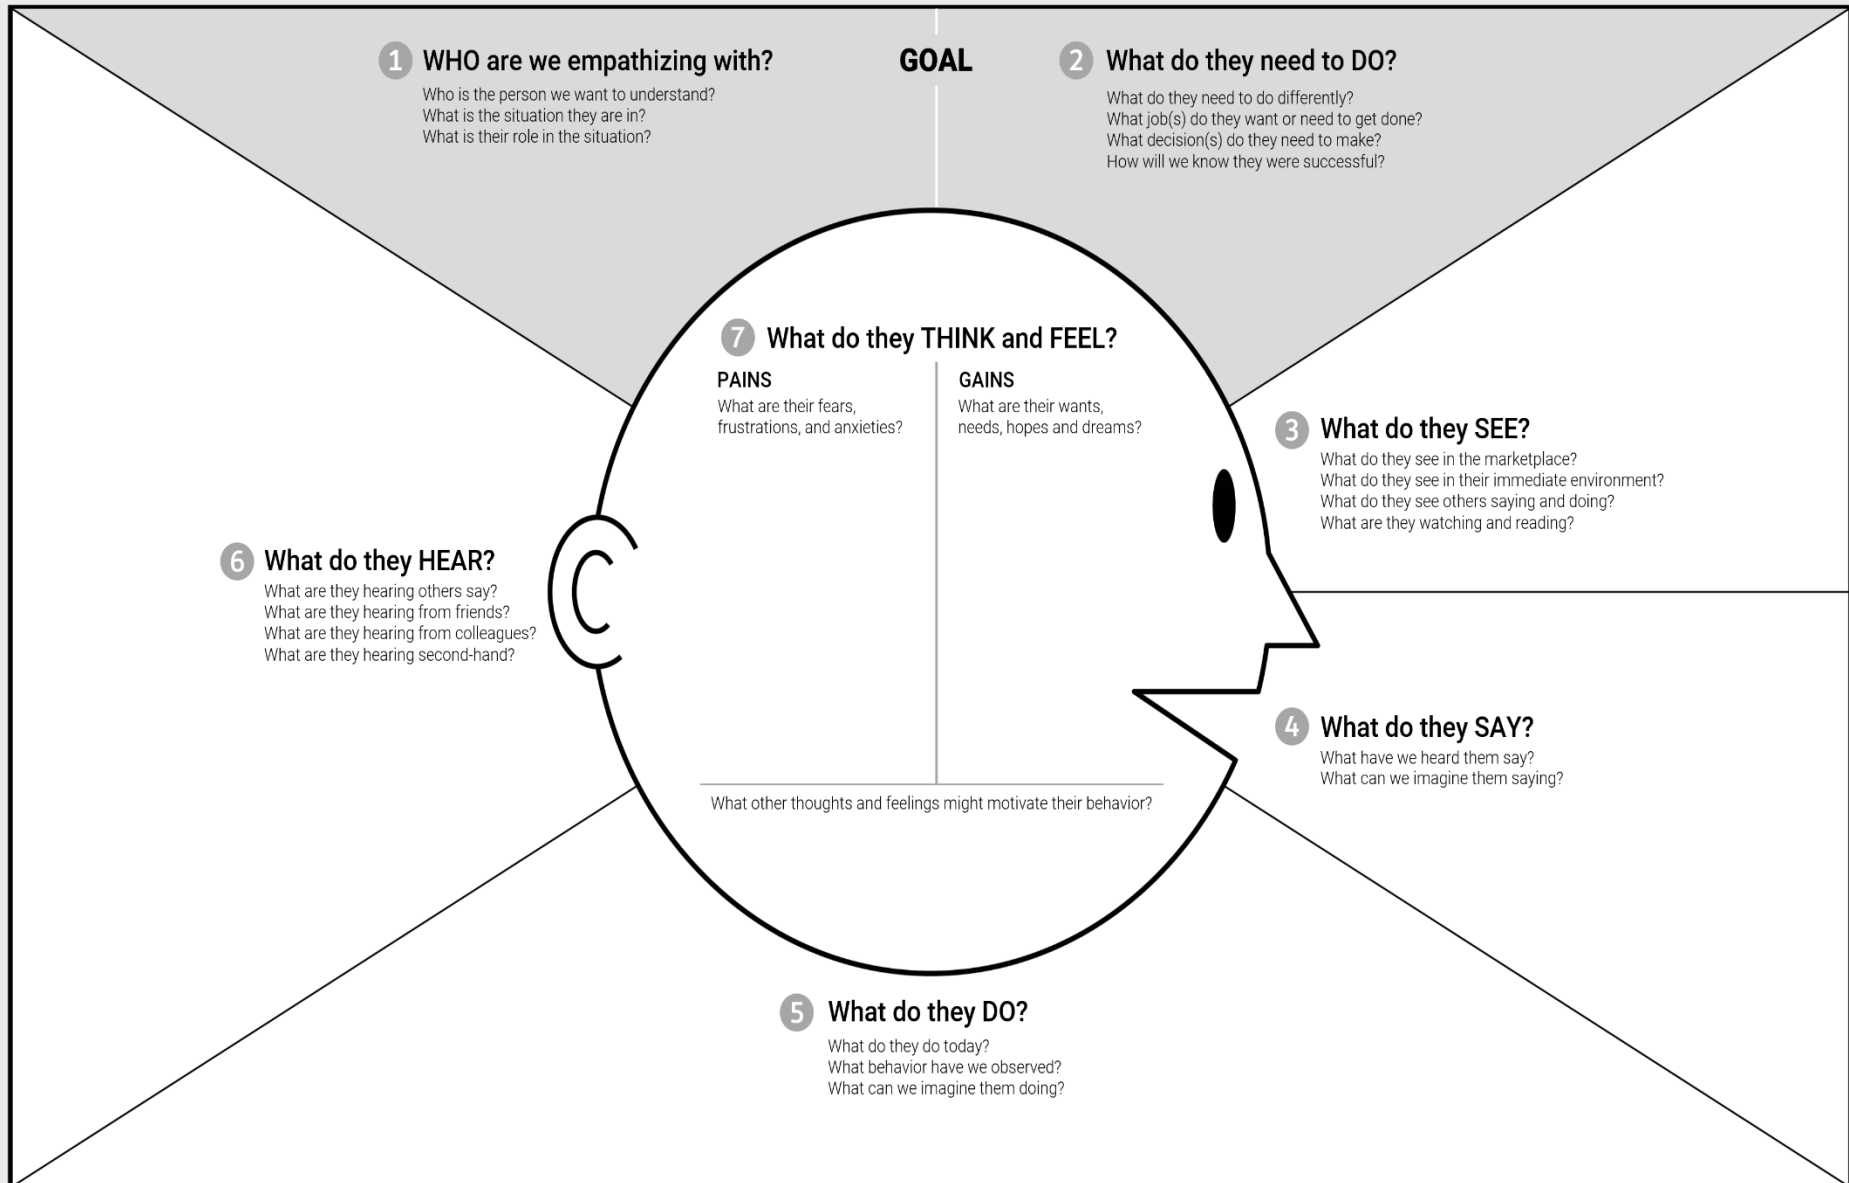 GOAL
1 WHO are we empathizing with?
Who is the person we want to understand?
What is the situation they are in?
What is their role in the situation?
2 What do they need to DO?
What do they need to do differently?
What job(s) do they want or need to get done?
What decision(s) do they need to make?
How will we know they were successful?
3 What do they SEE?
What do they see in the marketplace?
What do they see in their immediate environment?
What do they see others saying and doing?
What are they watching and reading?
4 What do they SAY?
What have we heard them say?
What can we imagine them saying?
5 What do they DO?
What do they do today?
What behavior have we observed?
What can we imagine them doing?
6 What do they HEAR?
What are they hearing others say?
What are they hearing from friends?
What are they hearing from colleagues?
What are they hearing second-hand?
7 What do they THINK and FEEL?
PAINS
What are their fears,
frustrations, and anxieties?
GAINS
What are their wants,
needs, hopes and dreams?
What other thoughts and feelings might motivate their behavior?